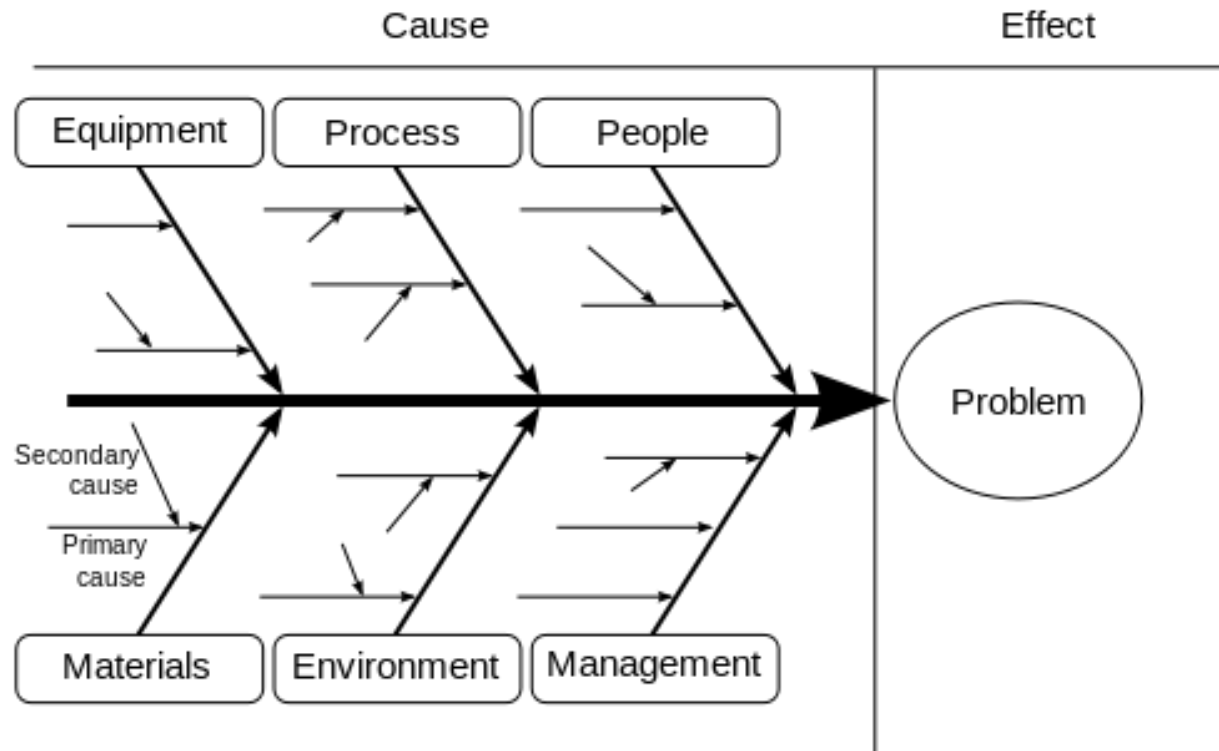 Cause
Effect
Equipment
Process
People
Problem
Secondary
cause
Primary
cause
Materials
Environment
Management